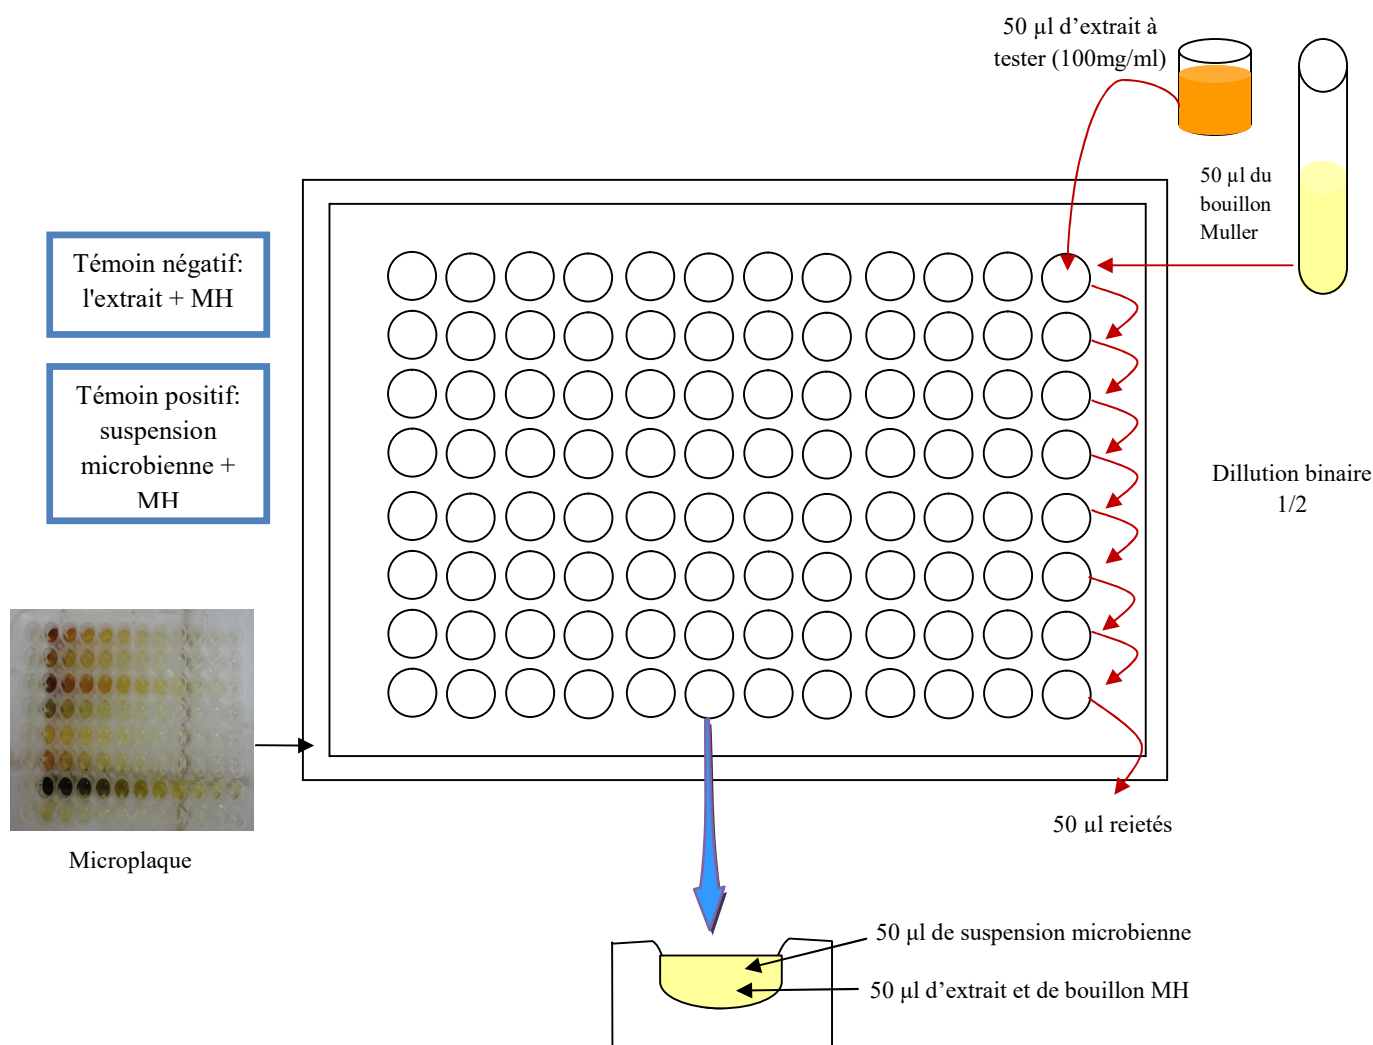 50 µl d’extrait à
tester (100mg/ml)
50 µl du
bouillon
Muller
Témoin négatif:
l'extrait + MH
Témoin positif:
suspension
microbienne +
MH
Dillution binaire
1/2
50 µl rejetés
Microplaque
50 µl de suspension microbienne
50 µl d’extrait et de bouillon MH